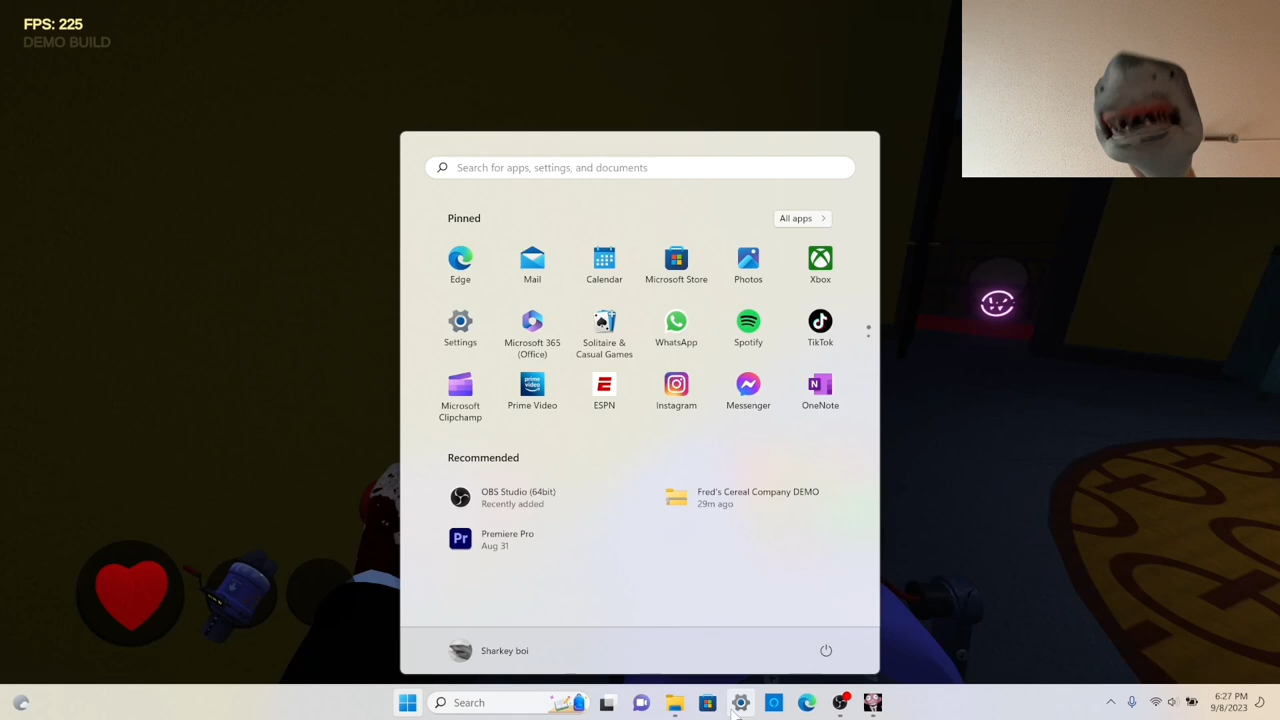 FPS: 225
DEMO BUILD
Search for apps, settings, and documents
Pinned
All apps
Edge
Mail
Calendar
Microsoft Store
Photos
Xbox
Settings
Microsoft 365
(Office)
Solitaire &
Casual Games
WhatsApp
Spotify
TikTok
Microsoft
Clipchamp
Prime Video
ESPN
Instagram
Messenger
OneNote
Recommended
OBS Studio (64bit)
Recently added
Fred's Cereal Company DEMO
29m ago
Premiere Pro
Aug 31
Sharkey boi
Search
6:27 PM
9/8/2023